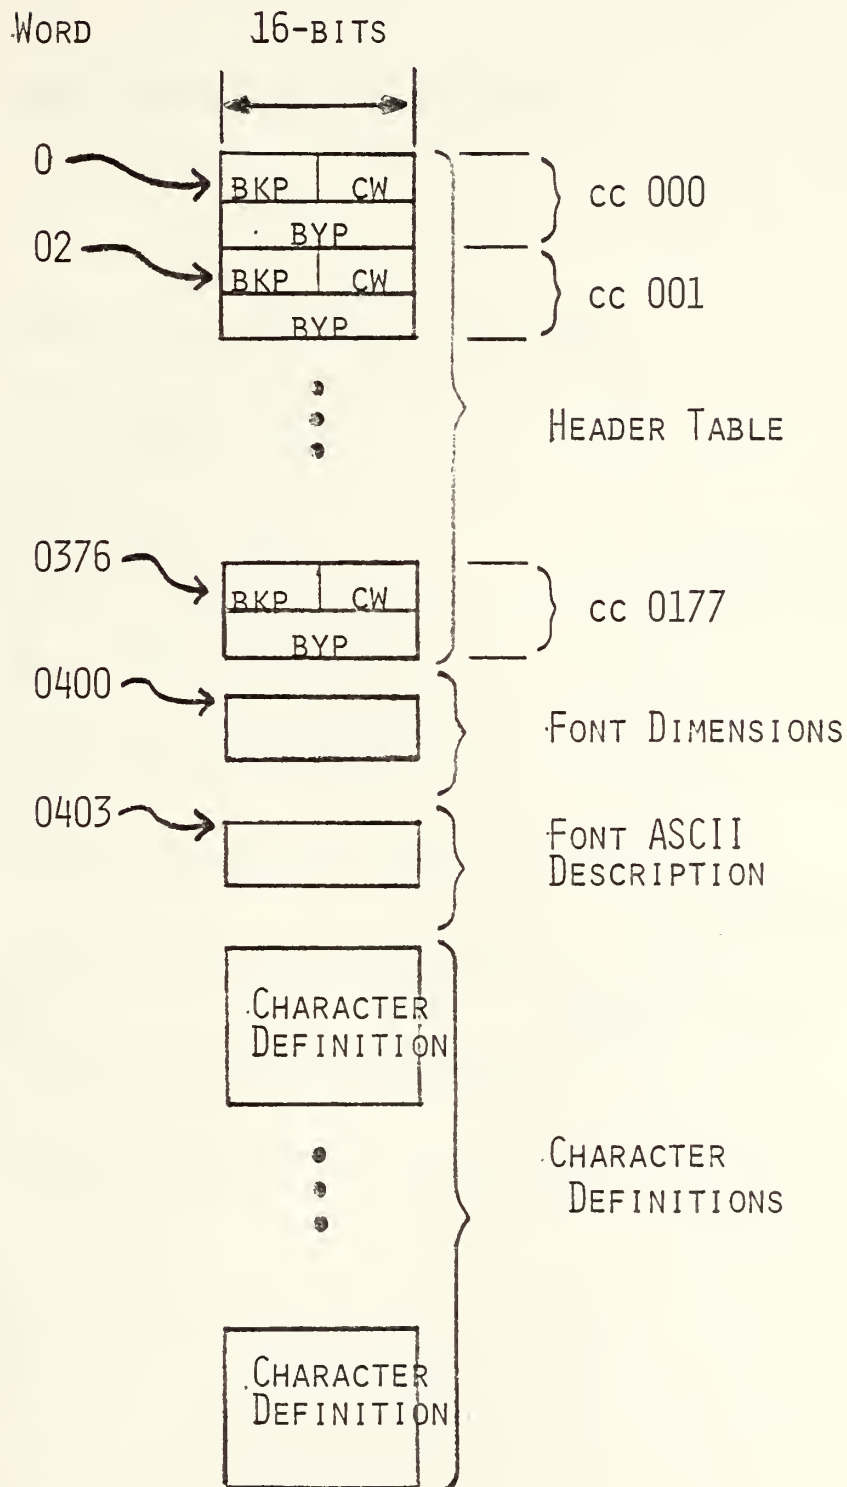 WORD 16-BITS
0 BKP CW cc 000
BYP
02 BKP CW cc 001
BYP
HEADER TABLE
0376 BKP CW cc 0177
BYP
0400 FONT DIMENSIONS
0403 FONT ASCII
DESCRIPTION
CHARACTER
DEFINITION
CHARACTER
DEFINITIONS
CHARACTER
DEFINITION